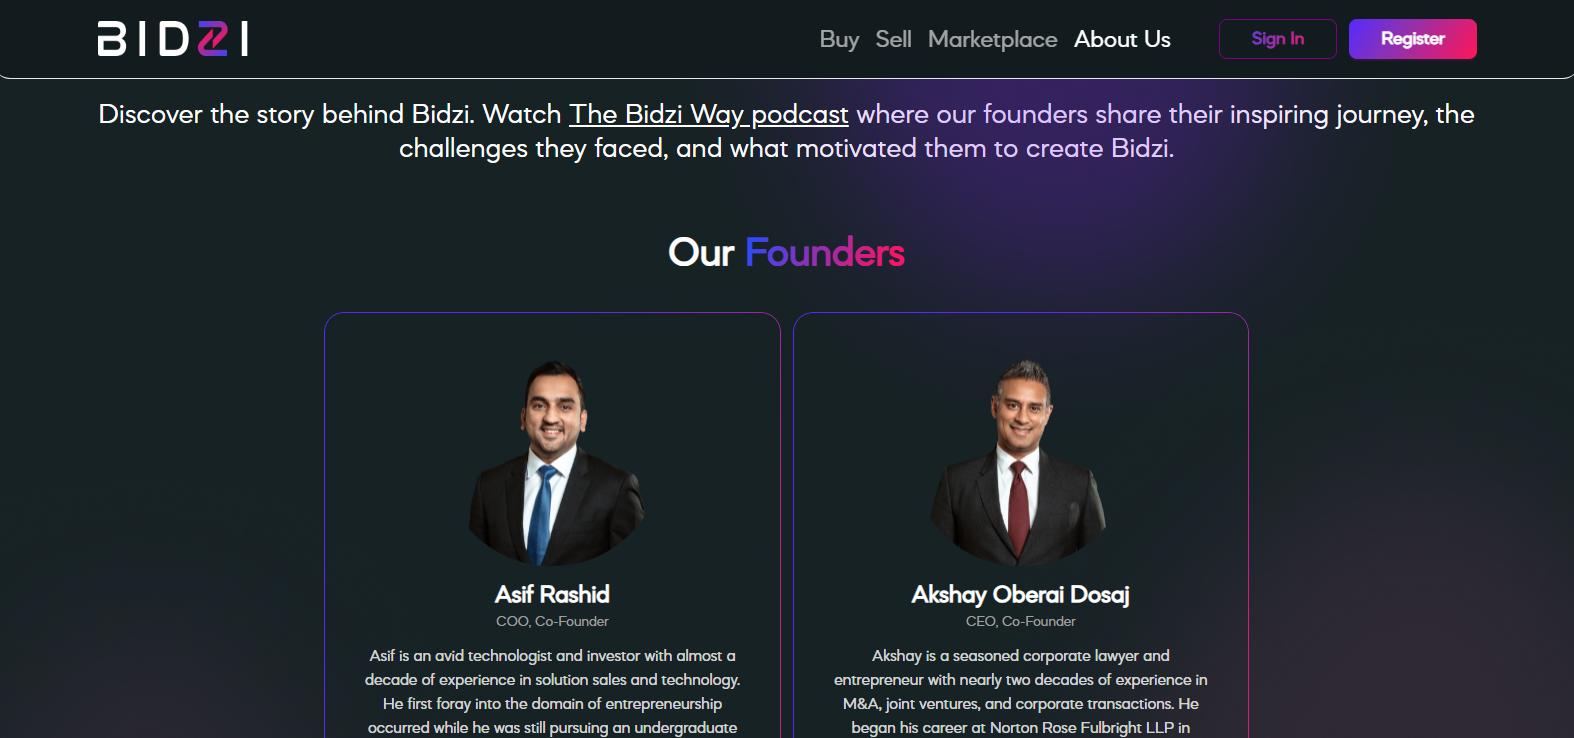 BIDZI
Buy Sell Marketplace About Us Sign In Register
Discover the story behind Bidzi. Watch The Bidzi Way podcast where our founders share their inspiring journey, the
challenges they faced, and what motivated them to create Bidzi.
Our Founders
Asif Rashid
COO, Co-Founder
Asif is an avid technologist and investor with almost a
decade of experience in solution sales and technology.
He first foray into the domain of entrepreneurship
occurred while he was still pursuing an undergraduate
Akshay Oberai Dosaj
CEO, Co-Founder
Akshay is a seasoned corporate lawyer and
entrepreneur with nearly two decades of experience in
M&A, joint ventures, and corporate transactions. He
began his career at Norton Rose Fulbright LLP in